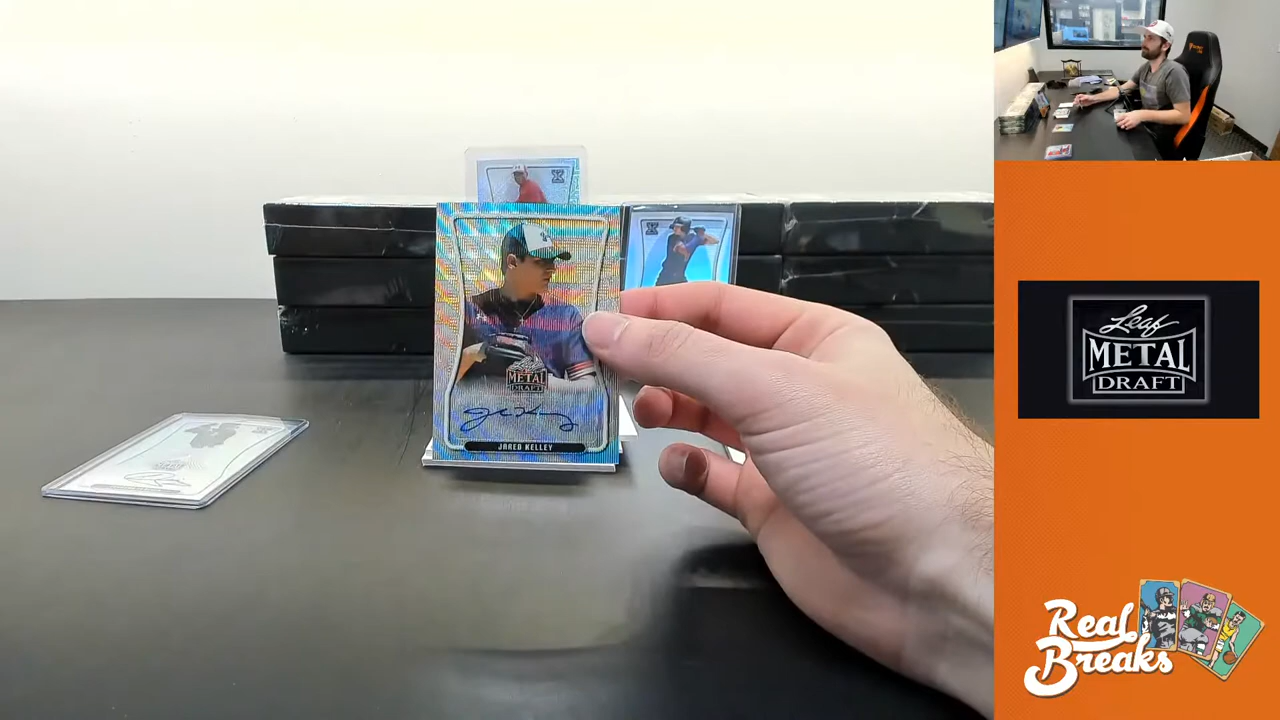 METAL
DRAFT
JARED KELLEY
Leaf
METAL
DRAFT
Real
Breaks